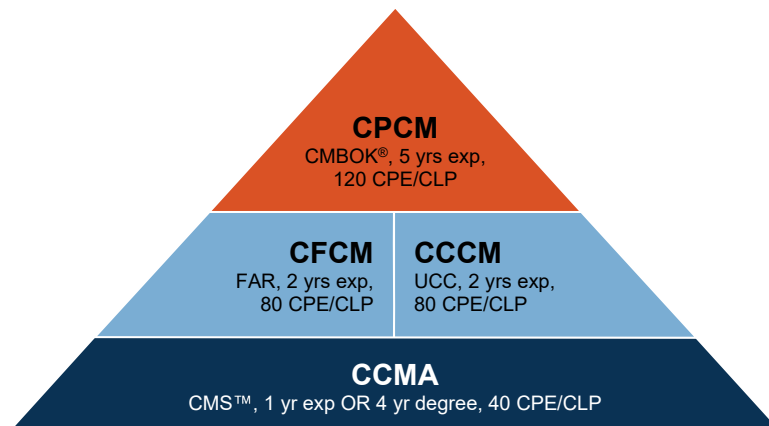 CPCM
CMBOK®, 5 yrs exp,
120 CPE/CLP
CFCM
FAR, 2 yrs exp,
80 CPE/CLP
CCCM
UCC, 2 yrs exp,
80 CPE/CLP
CCMA
CMS™, 1 yr exp OR 4 yr degree, 40 CPE/CLP